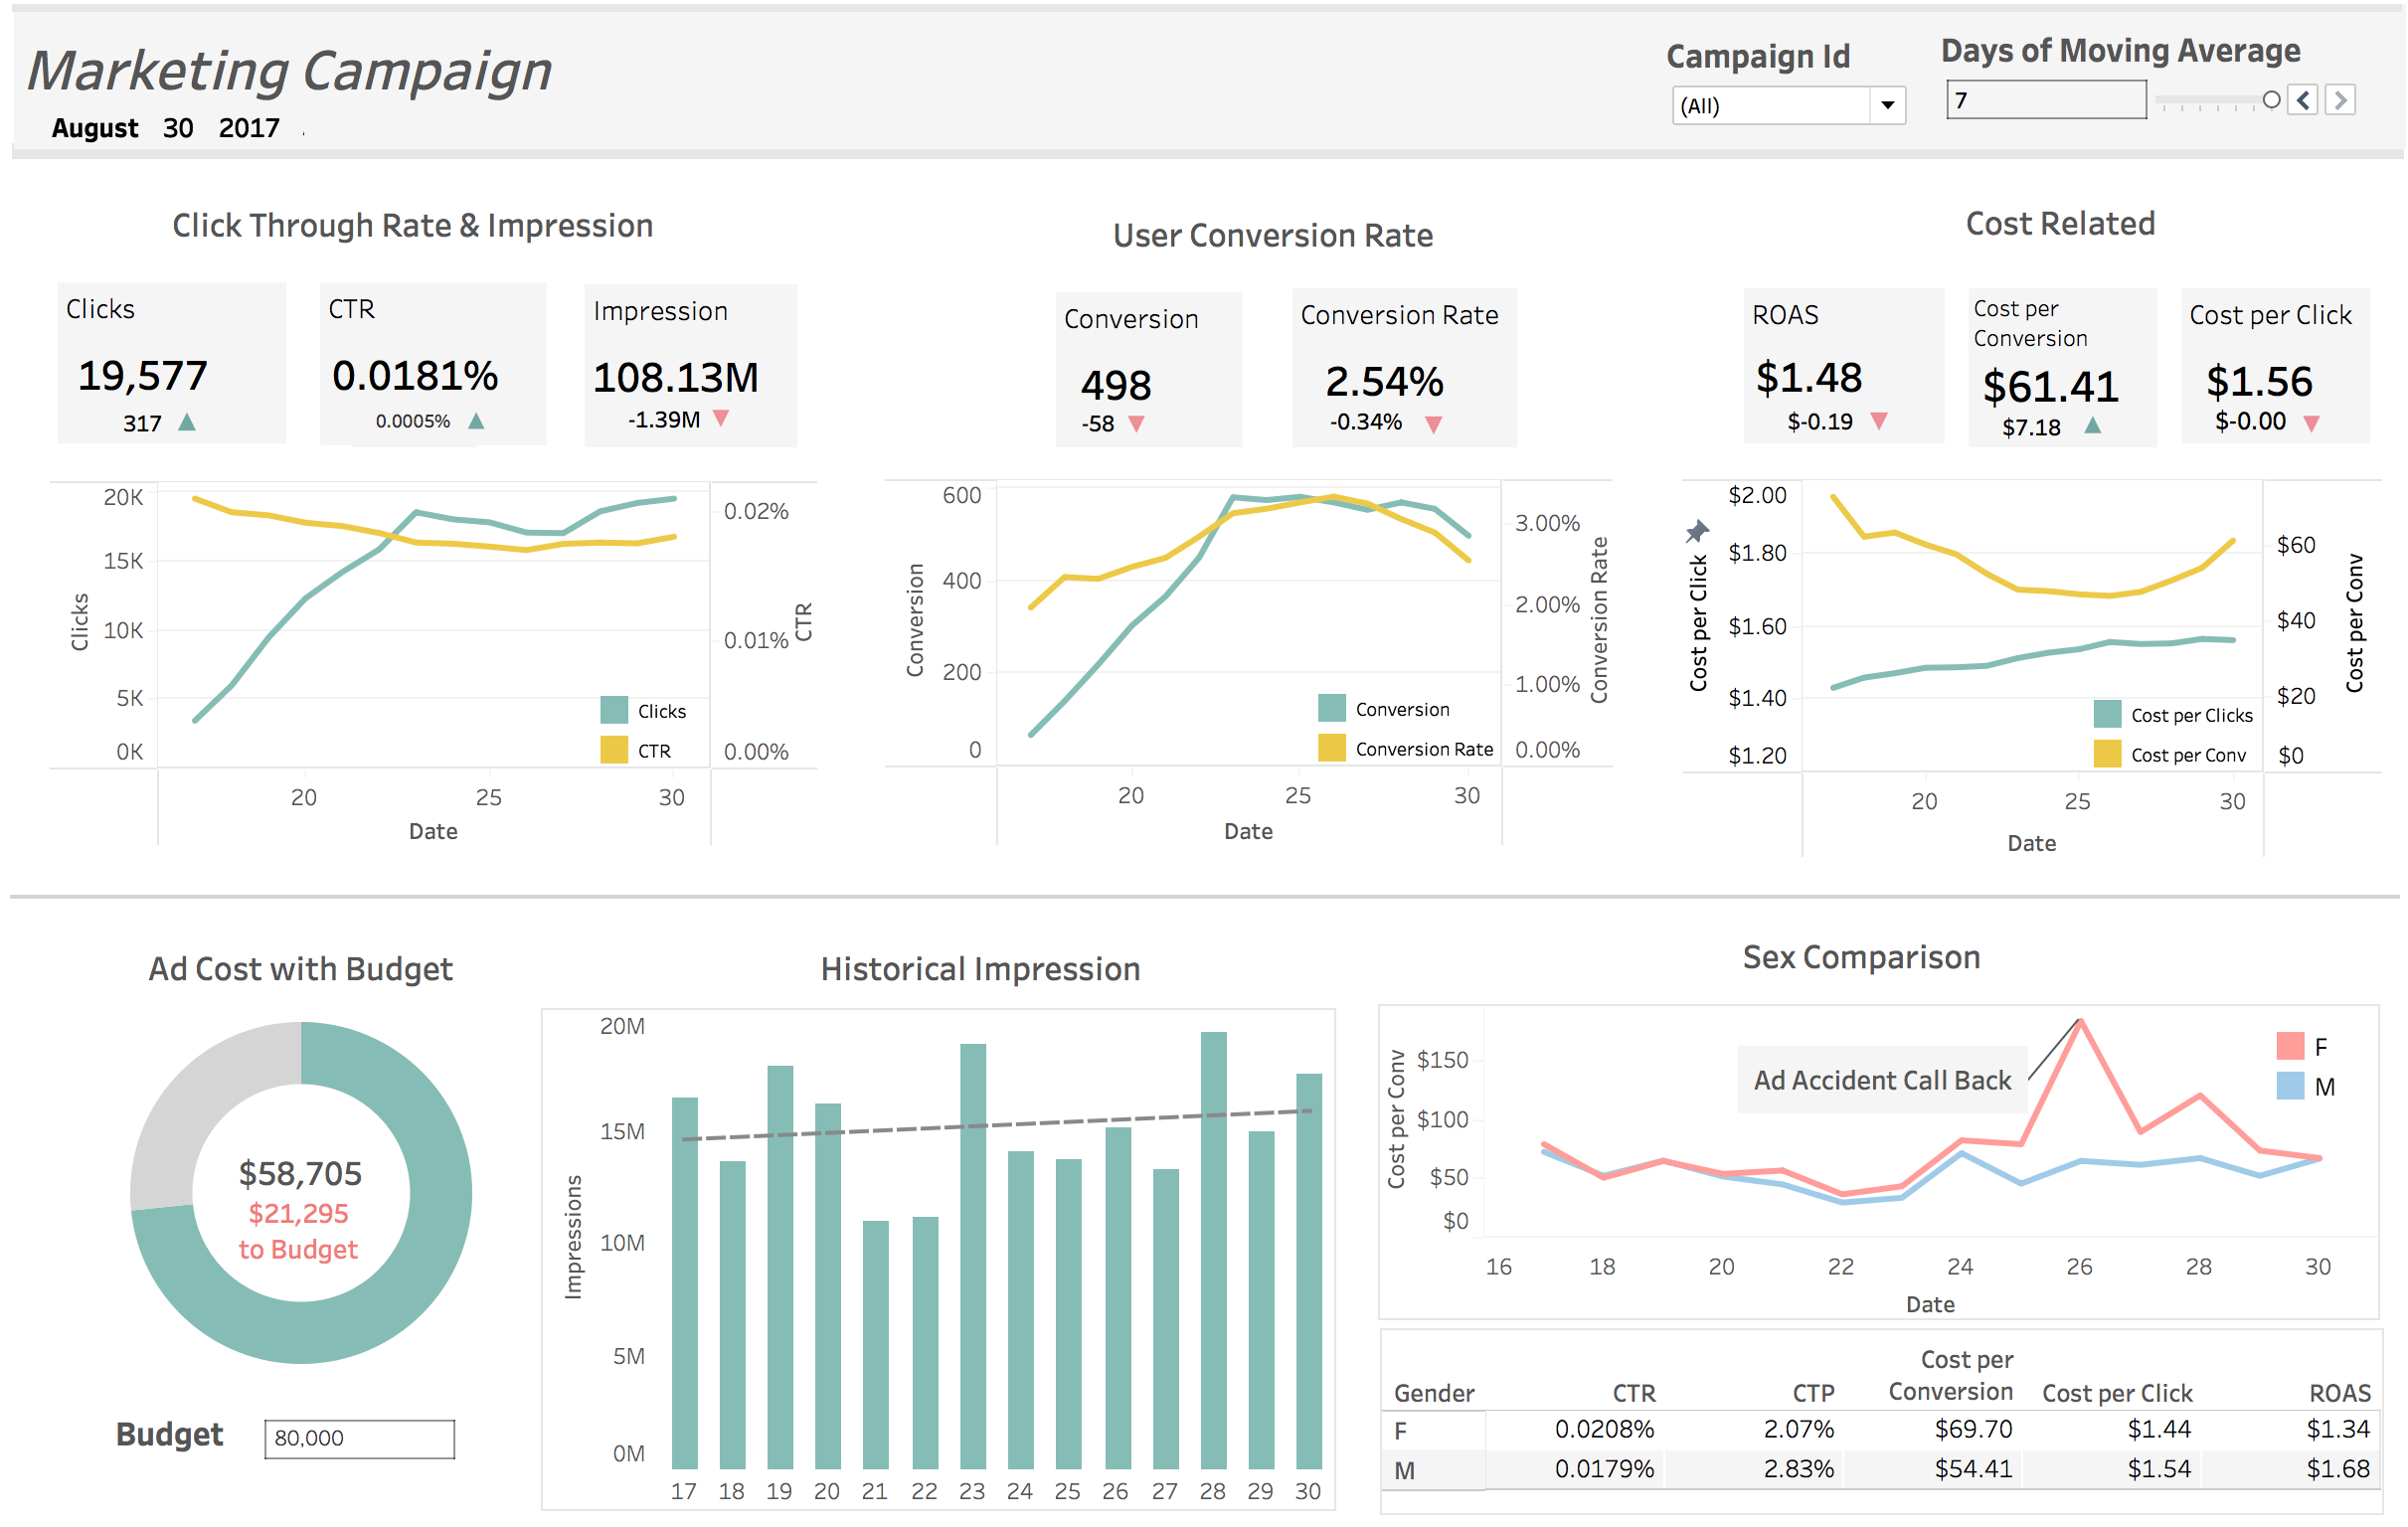 Marketing Campaign
August 30 2017
Campaign Id
(All)
Days of Moving Average
7
Click Through Rate & Impression
Clicks
19,577
317
CTR
0.0181%
0.0005%
Impression
108.13M
-1.39M
20K
15K
10K
5K
0K
Clicks
0.02%
0.01%
0.00%
CTR
Clicks
CTR
20 25 30
Date
User Conversion Rate
Conversion
498
-58
Conversion Rate
2.54%
-0.34%
600
400
200
0
Conversion
3.00%
2.00%
1.00%
0.00%
Conversion Rate
Conversion
Conversion Rate
20 25 30
Date
Cost Related
ROAS
$1.48
$-0.19
Cost per
Conversion
$61.41
$7.18
Cost per Click
$1.56
$-0.00
$2.00
$1.80
$1.60
$1.40
$1.20
Cost per Click
$60
$40
$20
$0
Cost per Conv
Cost per Clicks
Cost per Conv
20 25 30
Date
Ad Cost with Budget
$58,705
$21,295
to Budget
Budget
80,000
Historical Impression
20M
15M
10M
5M
0M
Impressions
17 18 19 20 21 22 23 24 25 26 27 28 29 30
Sex Comparison
$150
$100
$50
$0
Cost per Conv
Ad Accident Call Back
F
M
16 18 20 22 24 26 28 30
Date
Cost per
Gender CTR CTP Conversion Cost per Click ROAS
F 0.0208% 2.07% $69.70 $1.44 $1.34
M 0.0179% 2.83% $54.41 $1.54 $1.68